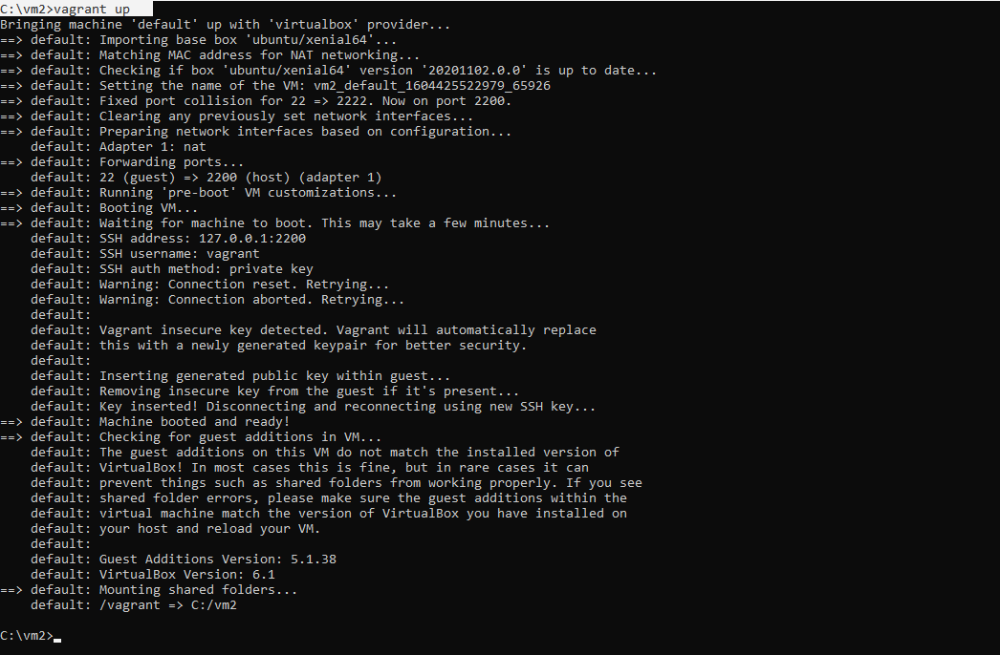 C:\vm2>vagrant up
Bringing machine 'default' up with 'virtualbox' provider...
==> default: Importing base box 'ubuntu/xenial64'...
==> default: Matching MAC address for NAT networking...
==> default: Checking if box 'ubuntu/xenial64' version '20201102.0.0' is up to date...
==> default: Setting the name of the VM: vm2_default_1604425522979_65926
==> default: Fixed port collision for 22 => 2222. Now on port 2200.
==> default: Clearing any previously set network interfaces...
==> default: Preparing network interfaces based on configuration...
    default: Adapter 1: nat
==> default: Forwarding ports...
    default: 22 (guest) => 2200 (host) (adapter 1)
==> default: Running 'pre-boot' VM customizations...
==> default: Booting VM...
==> default: Waiting for machine to boot. This may take a few minutes...
    default: SSH address: 127.0.0.1:2200
    default: SSH username: vagrant
    default: SSH auth method: private key
    default: Warning: Connection reset. Retrying...
    default: Warning: Connection aborted. Retrying...
    default:
    default: Vagrant insecure key detected. Vagrant will automatically replace
    default: this with a newly generated keypair for better security.
    default:
    default: Inserting generated public key within guest...
    default: Removing insecure key from the guest if it's present...
    default: Key inserted! Disconnecting and reconnecting using new SSH key...
==> default: Machine booted and ready!
==> default: Checking for guest additions in VM...
    default: The guest additions on this VM do not match the installed version of
    default: VirtualBox! In most cases this is fine, but in rare cases it can
    default: prevent things such as shared folders from working properly. If you see
    default: shared folder errors, please make sure the guest additions within the
    default: virtual machine match the version of VirtualBox you have installed on
    default: your host and reload your VM.
    default:
    default: Guest Additions Version: 5.1.38
    default: VirtualBox Version: 6.1
==> default: Mounting shared folders...
    default: /vagrant => C:/vm2
C:\vm2>